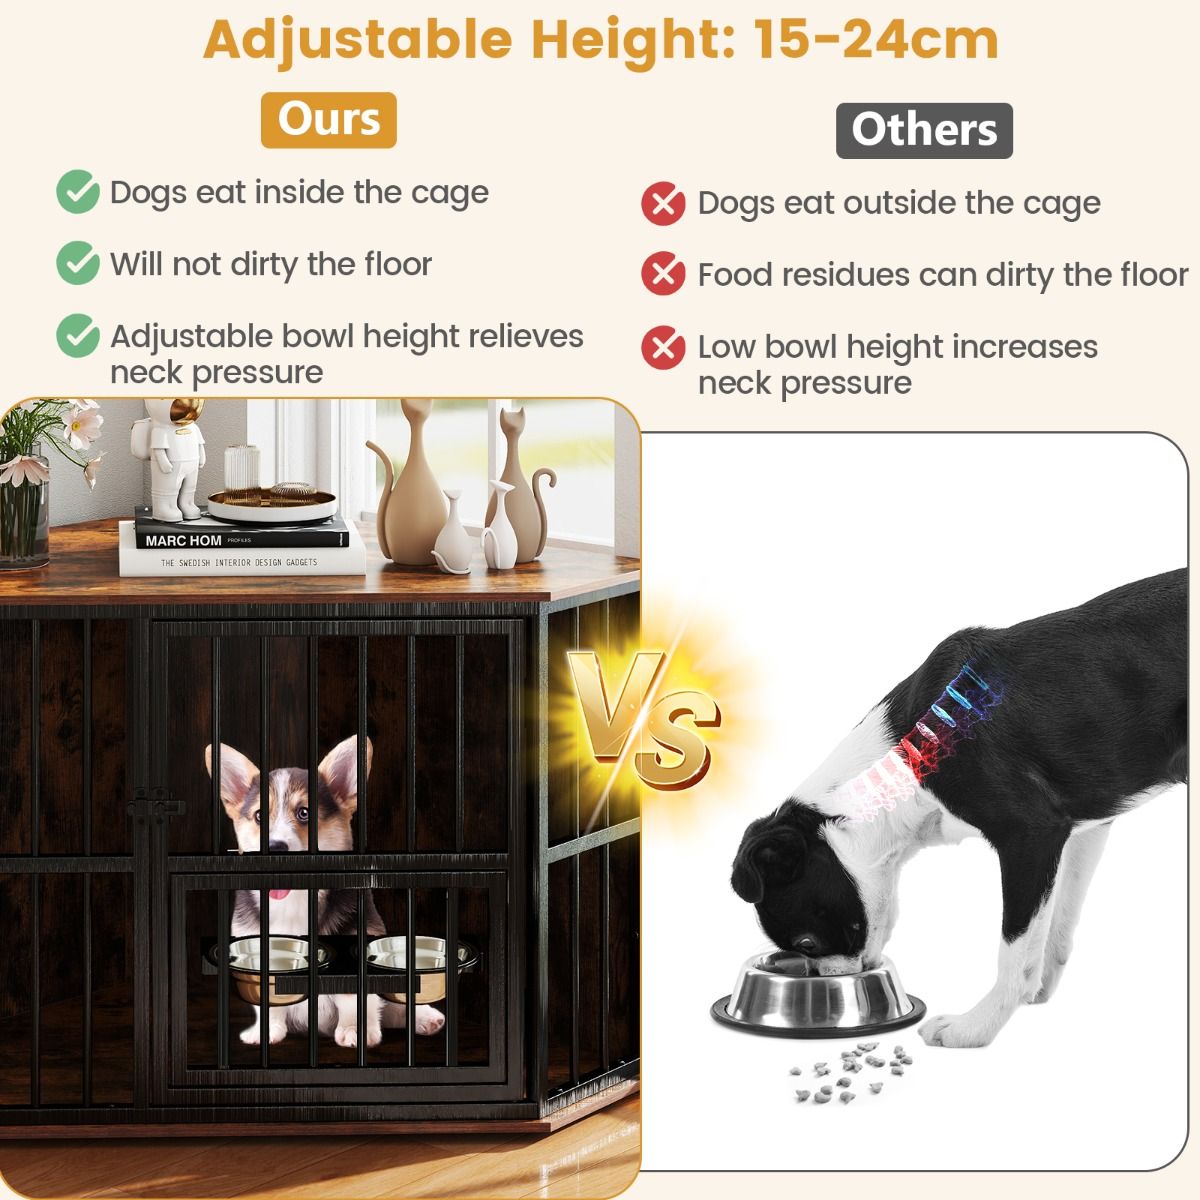 Adjustable Height: 15-24cm
Ours
Dogs eat inside the cage
Will not dirty the floor
Adjustable bowl height relieves
neck pressure
Others
Dogs eat outside the cage
Food residues can dirty the floor
Low bowl height increases
neck pressure
MARC HOM PROFILES
THE SWEDISH INTERIOR DESIGN GADGETS
VS